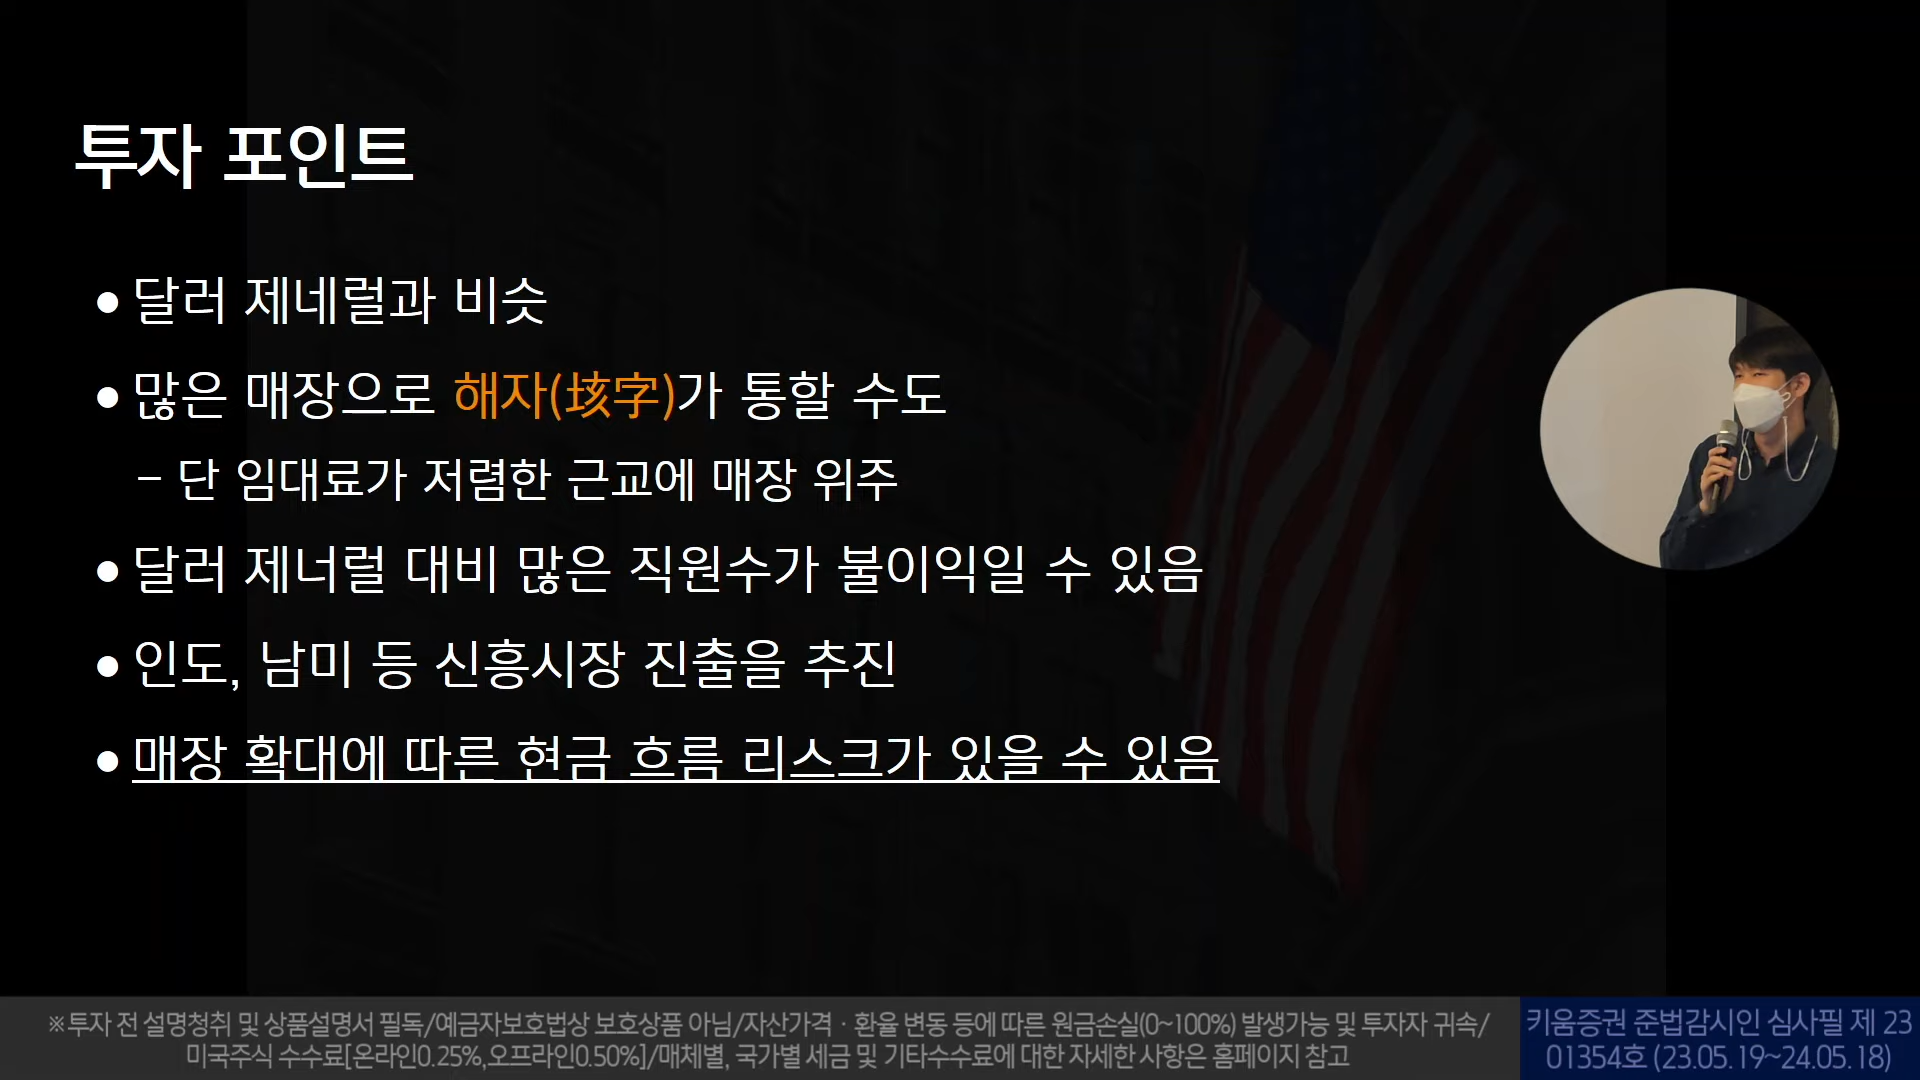 투자 포인트
● 달러 제네럴과 비슷
● 많은 매장으로 해자(垓字)가 통할 수도
– 단 임대료가 저렴한 근교에 매장 위주
● 달러 제너럴 대비 많은 직원수가 불이익일 수 있음
● 인도, 남미 등 신흥시장 진출을 추진
● 매장 확대에 따른 현금 흐름 리스크가 있을 수 있음
※투자 전 설명청취 및 상품설명서 필독/예금자보호법상 보호상품 아님/자산가격 · 환율 변동 등에 따른 원금손실(0~100%) 발생가능 및 투자자 귀속/
미국주식 수수료[온라인0.25%,오프라인0.50%]/매체별, 국가별 세금 및 기타수수료에 대한 자세한 사항은 홈페이지 참고
키움증권 준법감시인 심사필 제 23
01354호 (23.05.19~24.05.18)